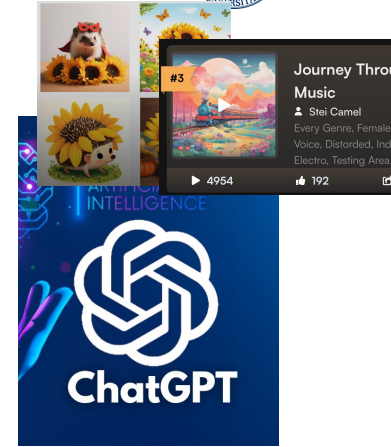 #3
Journey Throu
Music
Stei Camel
Every Genre, Female
Voice, Distorted, Ind
Electro, Testing Area
4954
192
INTELLIGENCE
ChatGPT